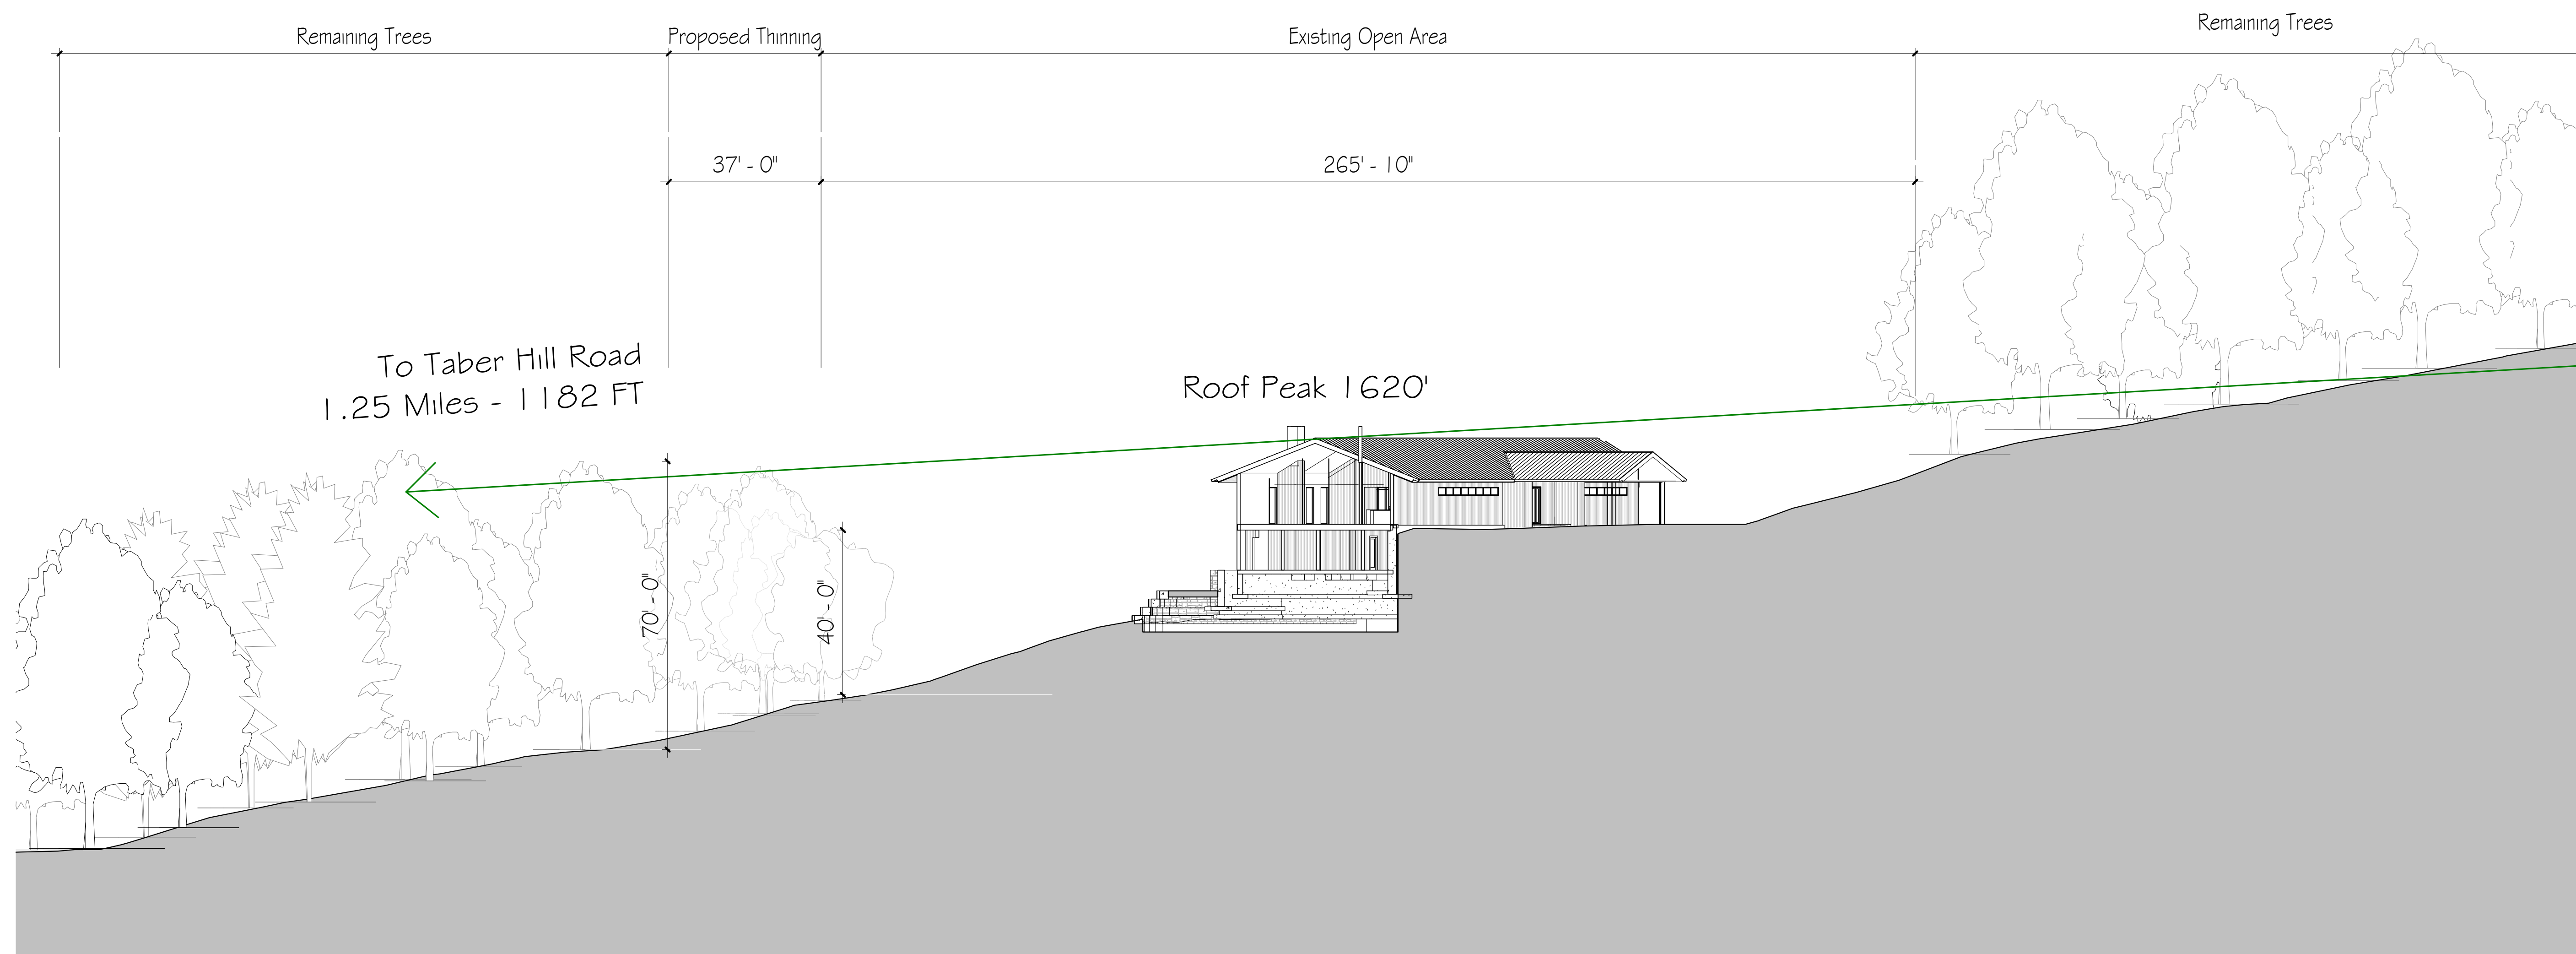 Remaining Trees
Proposed Thinning
Existing Open Area
Remaining Trees
37' - 0"
265' - 10"
To Taber Hill Road
1.25 Miles - 1182 FT
Roof Peak 1620'
70' - 0"
40' - 0"